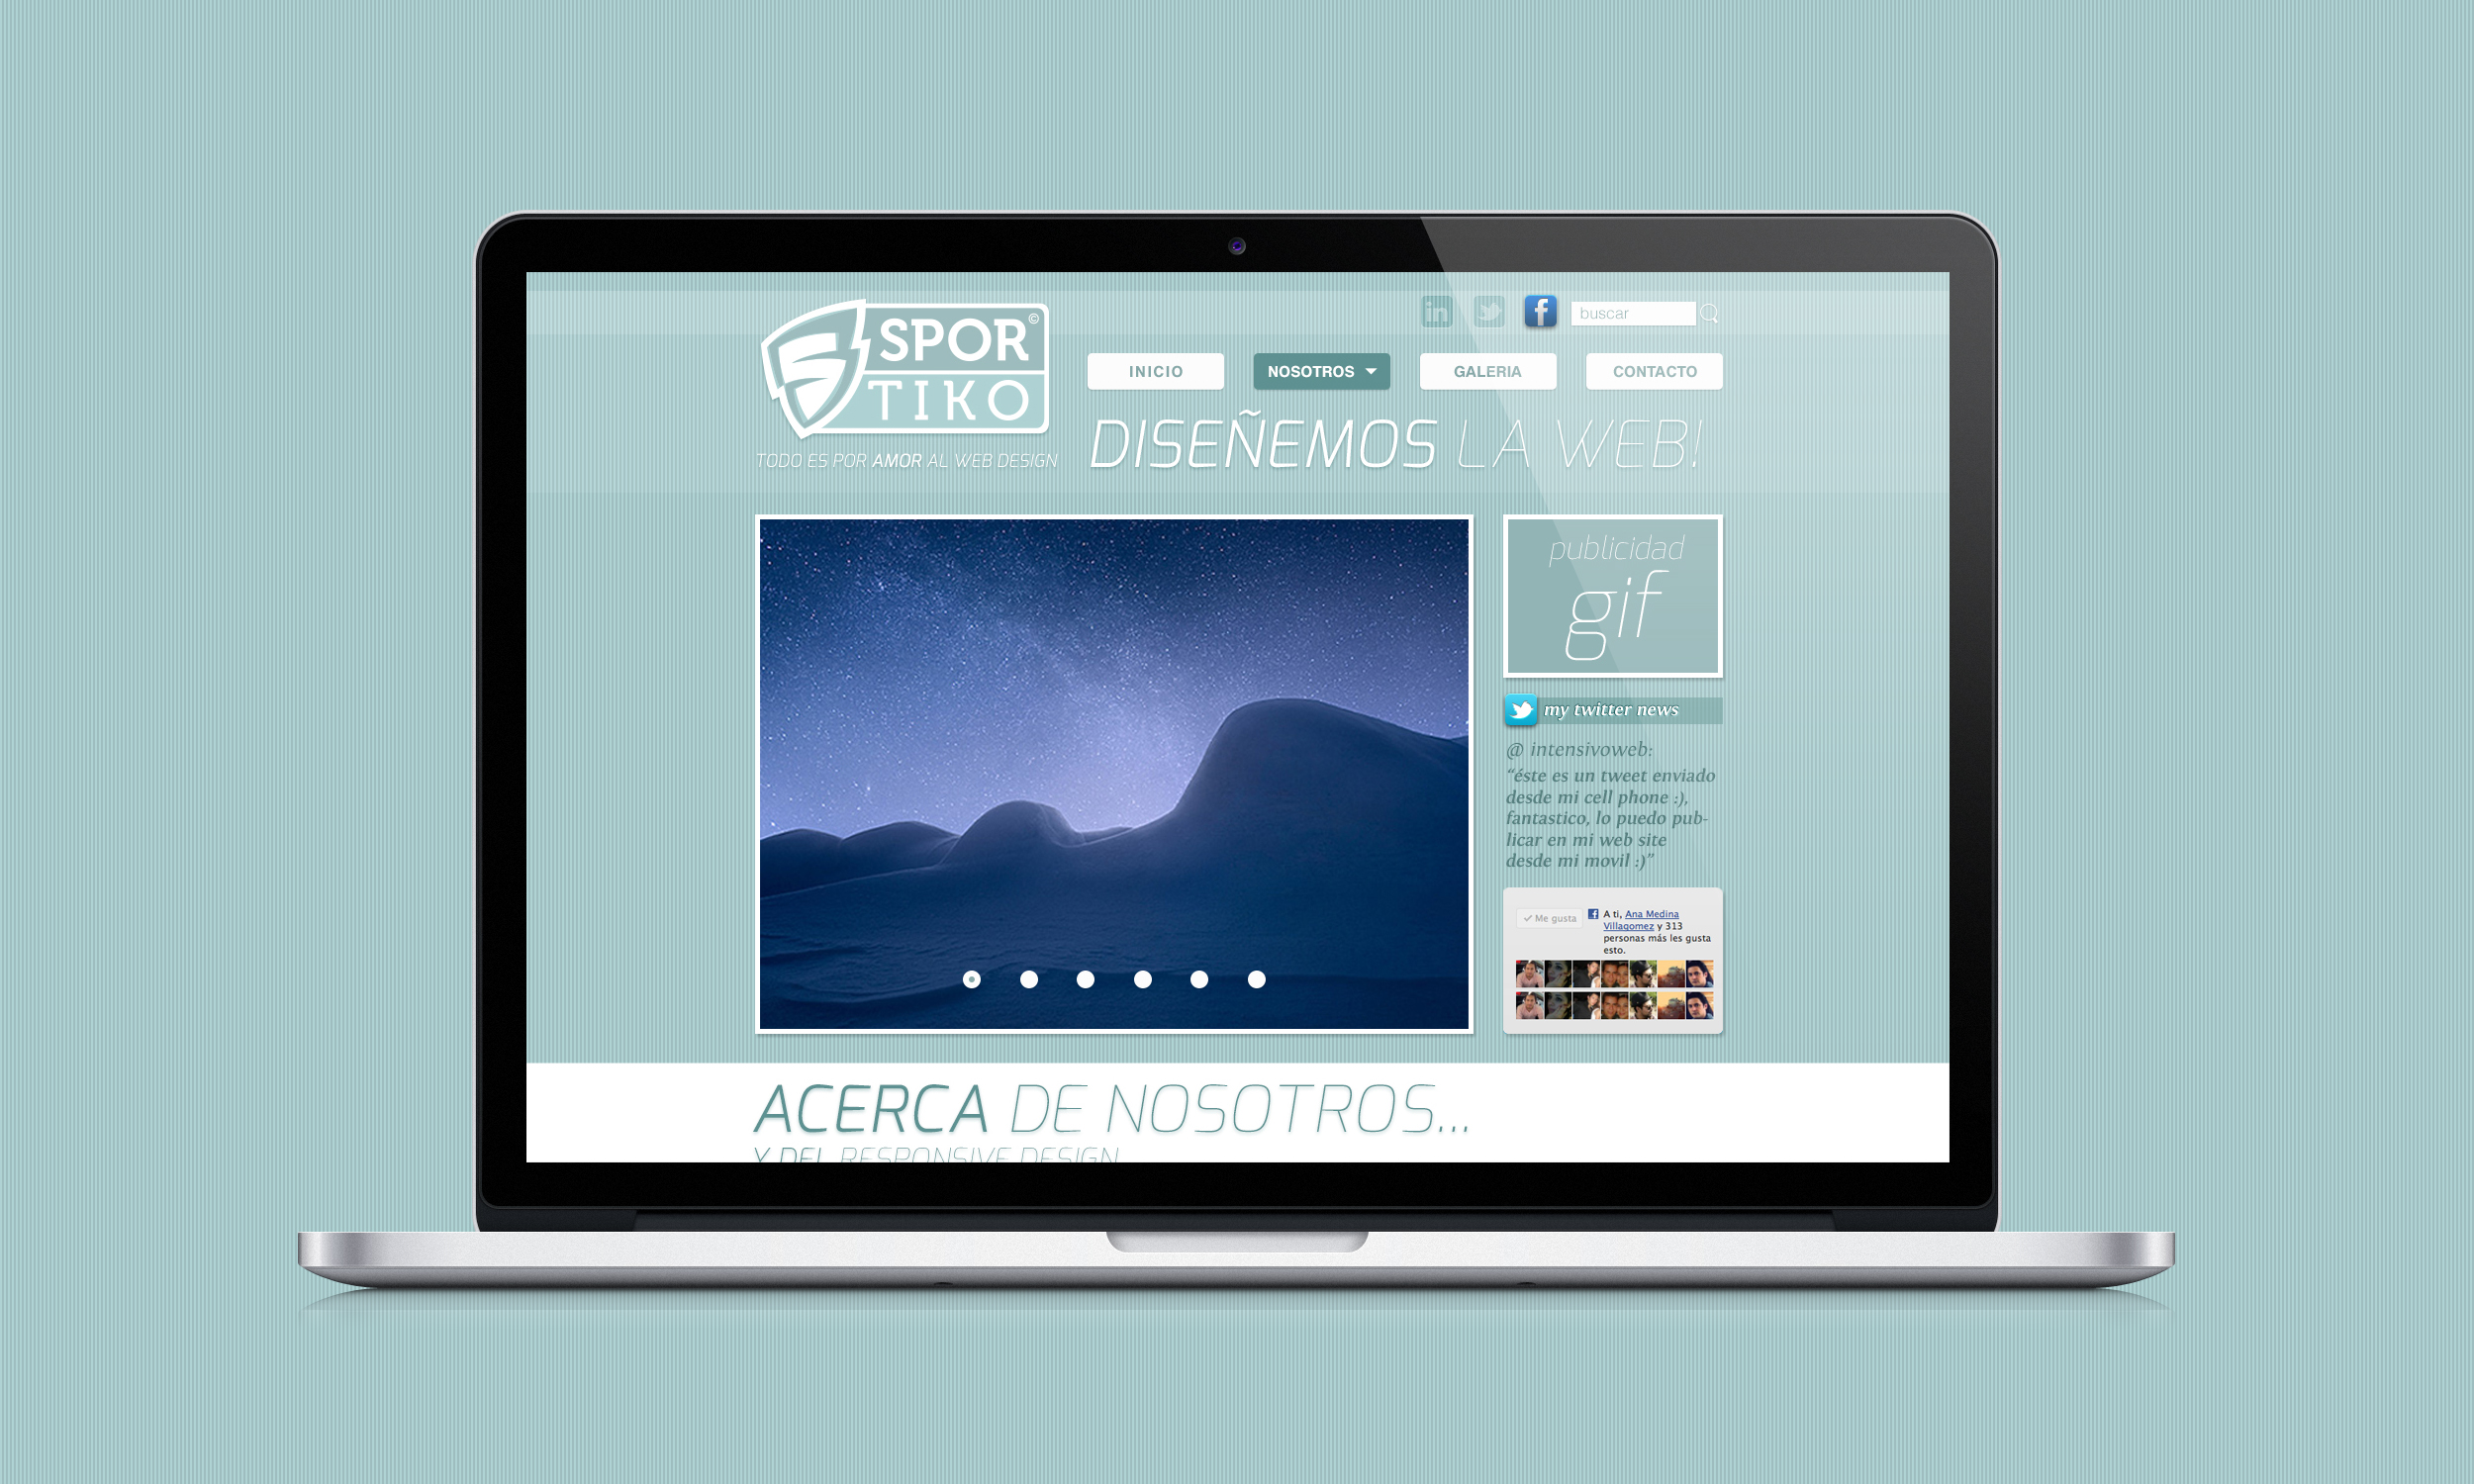 SPOR©
TIKO
TODO ES POR AMOR AL WEB DESIGN
in
f
buscar
INICIO
NOSOTROS
GALERIA
CONTACTO
DISEÑEMOS LA WEB!
publicidad
gif
my twitter news
@ intensivoweb:
“éste es un tweet enviado
desde mi cell phone :),
fantastico, lo puedo pub-
licar en mi web site
desde mi movil :)”
Me gusta
f A ti, Ana Medina
Villagomez y 313
personas más les gusta
esto.
ACERCA DE NOSOTROS...
Y DEL RESPONSIVE DESIGN